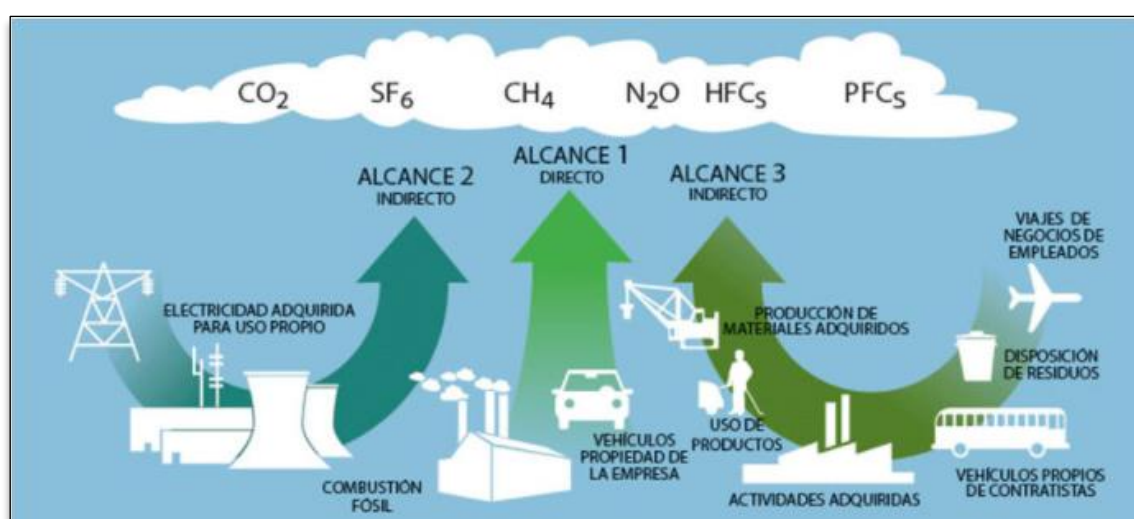 CO₂ SF₆ CH₄ N₂O HFCs PFCs
ALCANCE 2
INDIRECTO
ALCANCE 1
DIRECTO
ALCANCE 3
INDIRECTO
VIAJES DE
NEGOCIOS DE
EMPLEADOS
ELECTRICIDAD ADQUIRIDA
PARA USO PROPIO
PRODUCCIÓN DE
MATERIALES ADQUIRIDOS
DISPOSICIÓN
DE RESIDUOS
COMBUSTIÓN
FÓSIL
VEHÍCULOS
PROPIEDAD DE
LA EMPRESA
USO DE
PRODUCTOS
ACTIVIDADES ADQUIRIDAS
VEHÍCULOS PROPIOS
DE CONTRATISTAS